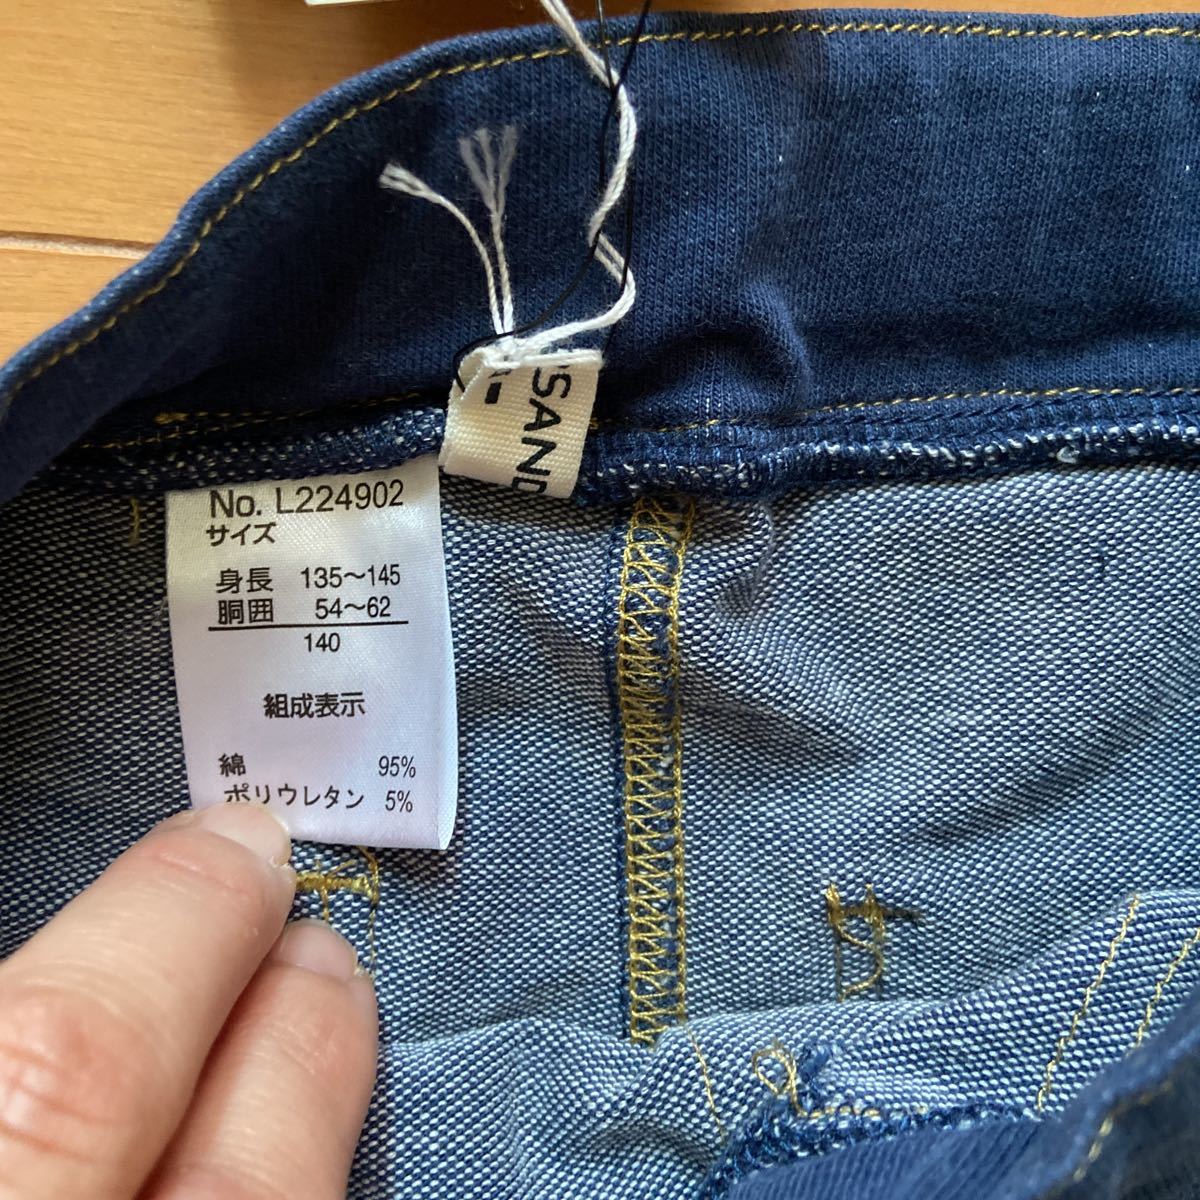 No. L224902
サイズ
身長 135〜145
胴囲 54〜62
140
組成表示
綿 95%
ポリウレタン 5%